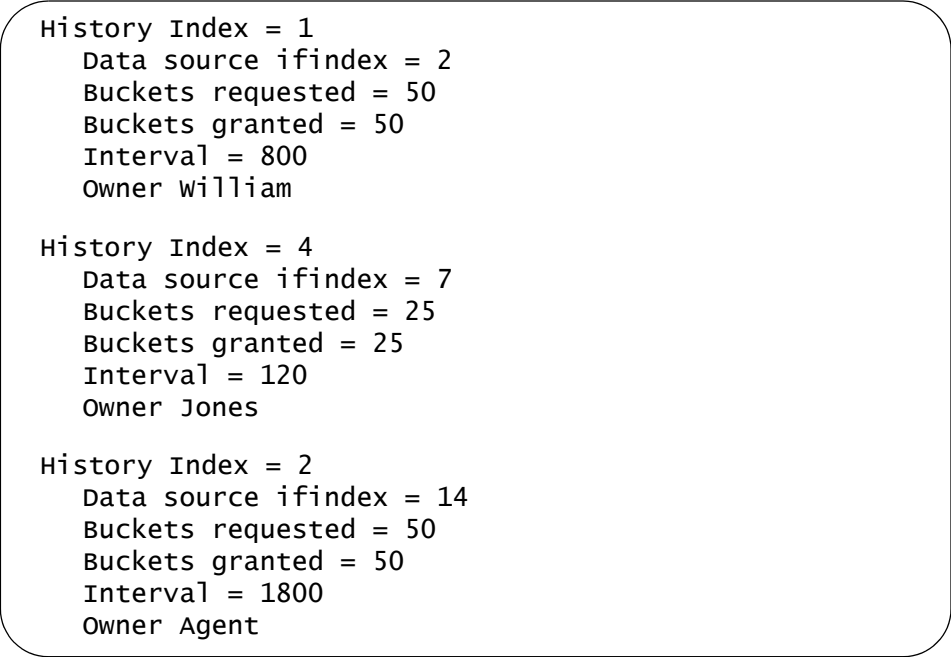 History Index = 1
Data source ifindex = 2
Buckets requested = 50
Buckets granted = 50
Interval = 800
Owner William
History Index = 4
Data source ifindex = 7
Buckets requested = 25
Buckets granted = 25
Interval = 120
Owner Jones
History Index = 2
Data source ifindex = 14
Buckets requested = 50
Buckets granted = 50
Interval = 1800
Owner Agent